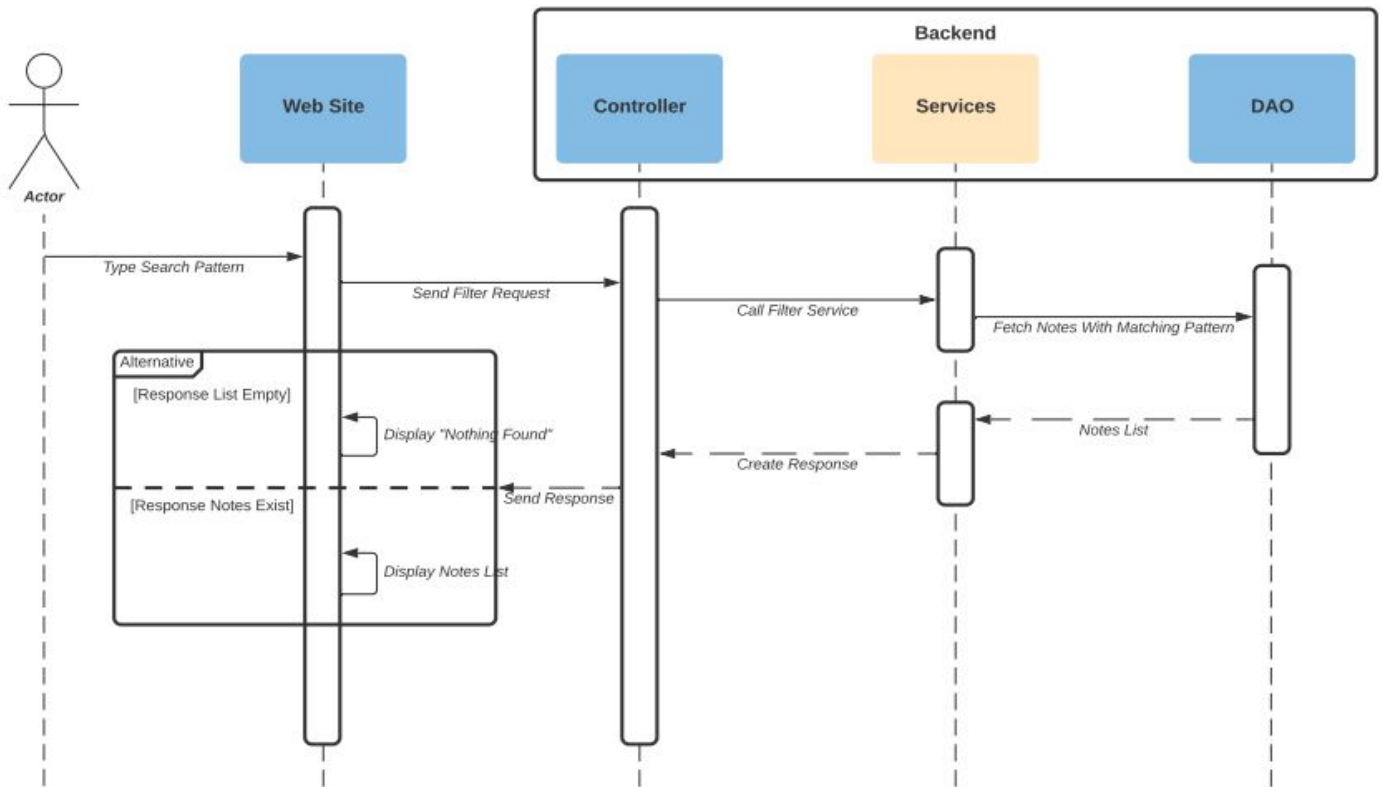 Backend
Web Site
Controller
Services
DAO
Actor
Type Search Pattern
Send Filter Request
Call Filter Service
Fetch Notes With Matching Pattern
Alternative
[Response List Empty]
Display "Nothing Found"
Notes List
Create Response
Send Response
[Response Notes Exist]
Display Notes List